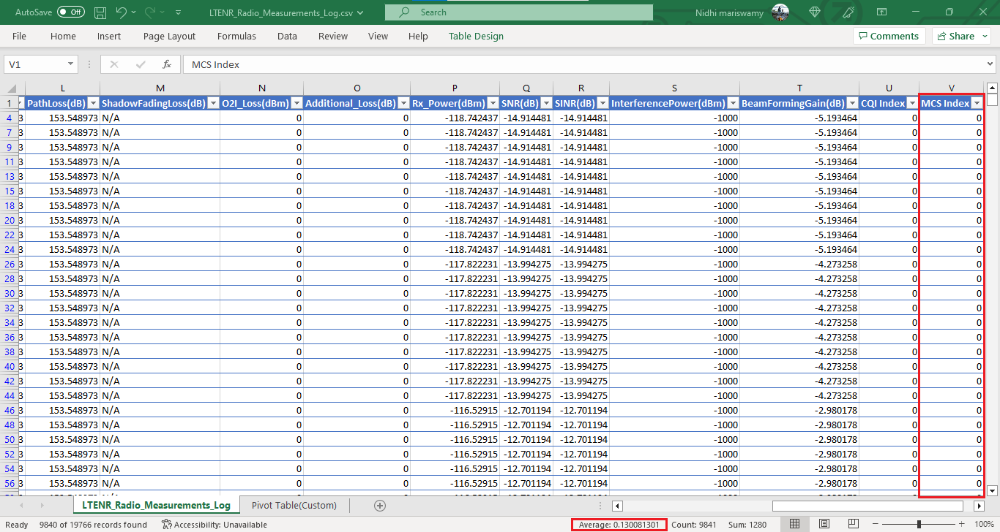 AutoSave Off LTENR_Radio_Measurements_Log.csv Search Nidhi mariswamy
File Home Insert Page Layout Formulas Data Review View Help Table Design Comments Share
V1 fx MCS Index
L M N O P Q R S T U V
1 PathLoss(dB) ShadowFadingLoss(dB) O2I_Loss(dBm) Additional_Loss(dB) Rx_Power(dBm) SNR(dB) SINR(dB) InterferencePower(dBm) BeamFormingGain(dB) CQI Index MCS Index
4 3 153.548973 N/A 0 0 -118.742437 -14.914481 -14.914481 -1000 -5.193464 0 0
7 3 153.548973 N/A 0 0 -118.742437 -14.914481 -14.914481 -1000 -5.193464 0 0
9 3 153.548973 N/A 0 0 -118.742437 -14.914481 -14.914481 -1000 -5.193464 0 0
11 3 153.548973 N/A 0 0 -118.742437 -14.914481 -14.914481 -1000 -5.193464 0 0
13 3 153.548973 N/A 0 0 -118.742437 -14.914481 -14.914481 -1000 -5.193464 0 0
15 3 153.548973 N/A 0 0 -118.742437 -14.914481 -14.914481 -1000 -5.193464 0 0
18 3 153.548973 N/A 0 0 -118.742437 -14.914481 -14.914481 -1000 -5.193464 0 0
20 3 153.548973 N/A 0 0 -118.742437 -14.914481 -14.914481 -1000 -5.193464 0 0
22 3 153.548973 N/A 0 0 -118.742437 -14.914481 -14.914481 -1000 -5.193464 0 0
24 3 153.548973 N/A 0 0 -118.742437 -14.914481 -14.914481 -1000 -5.193464 0 0
26 3 153.548973 N/A 0 0 -117.822231 -13.994275 -13.994275 -1000 -4.273258 0 0
28 3 153.548973 N/A 0 0 -117.822231 -13.994275 -13.994275 -1000 -4.273258 0 0
30 3 153.548973 N/A 0 0 -117.822231 -13.994275 -13.994275 -1000 -4.273258 0 0
32 3 153.548973 N/A 0 0 -117.822231 -13.994275 -13.994275 -1000 -4.273258 0 0
34 3 153.548973 N/A 0 0 -117.822231 -13.994275 -13.994275 -1000 -4.273258 0 0
36 3 153.548973 N/A 0 0 -117.822231 -13.994275 -13.994275 -1000 -4.273258 0 0
38 3 153.548973 N/A 0 0 -117.822231 -13.994275 -13.994275 -1000 -4.273258 0 0
40 3 153.548973 N/A 0 0 -117.822231 -13.994275 -13.994275 -1000 -4.273258 0 0
42 3 153.548973 N/A 0 0 -117.822231 -13.994275 -13.994275 -1000 -4.273258 0 0
44 3 153.548973 N/A 0 0 -117.822231 -13.994275 -13.994275 -1000 -4.273258 0 0
46 3 153.548973 N/A 0 0 -116.52915 -12.701194 -12.701194 -1000 -2.980178 0 0
48 3 153.548973 N/A 0 0 -116.52915 -12.701194 -12.701194 -1000 -2.980178 0 0
50 3 153.548973 N/A 0 0 -116.52915 -12.701194 -12.701194 -1000 -2.980178 0 0
52 3 153.548973 N/A 0 0 -116.52915 -12.701194 -12.701194 -1000 -2.980178 0 0
54 3 153.548973 N/A 0 0 -116.52915 -12.701194 -12.701194 -1000 -2.980178 0 0
56 3 153.548973 N/A 0 0 -116.52915 -12.701194 -12.701194 -1000 -2.980178 0 0
LTENR_Radio_Measurements_Log Pivot Table(Custom)
Ready 9840 of 19766 records found Accessibility: Unavailable Average: 0.130081301 Count: 9841 Sum: 1280 100%